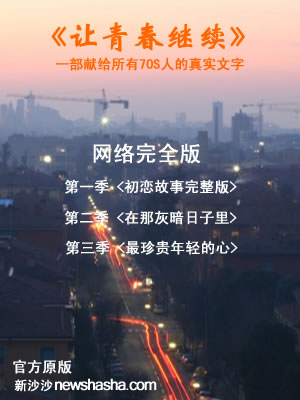 《让青春继续》
一部献给所有70S人的真实文字
网络完全版
第一季 <初恋故事完整版>
第二季 <在那灰暗日子里>
第三季 <最珍贵年轻的心>
官方原版
新沙沙 newshasha.com